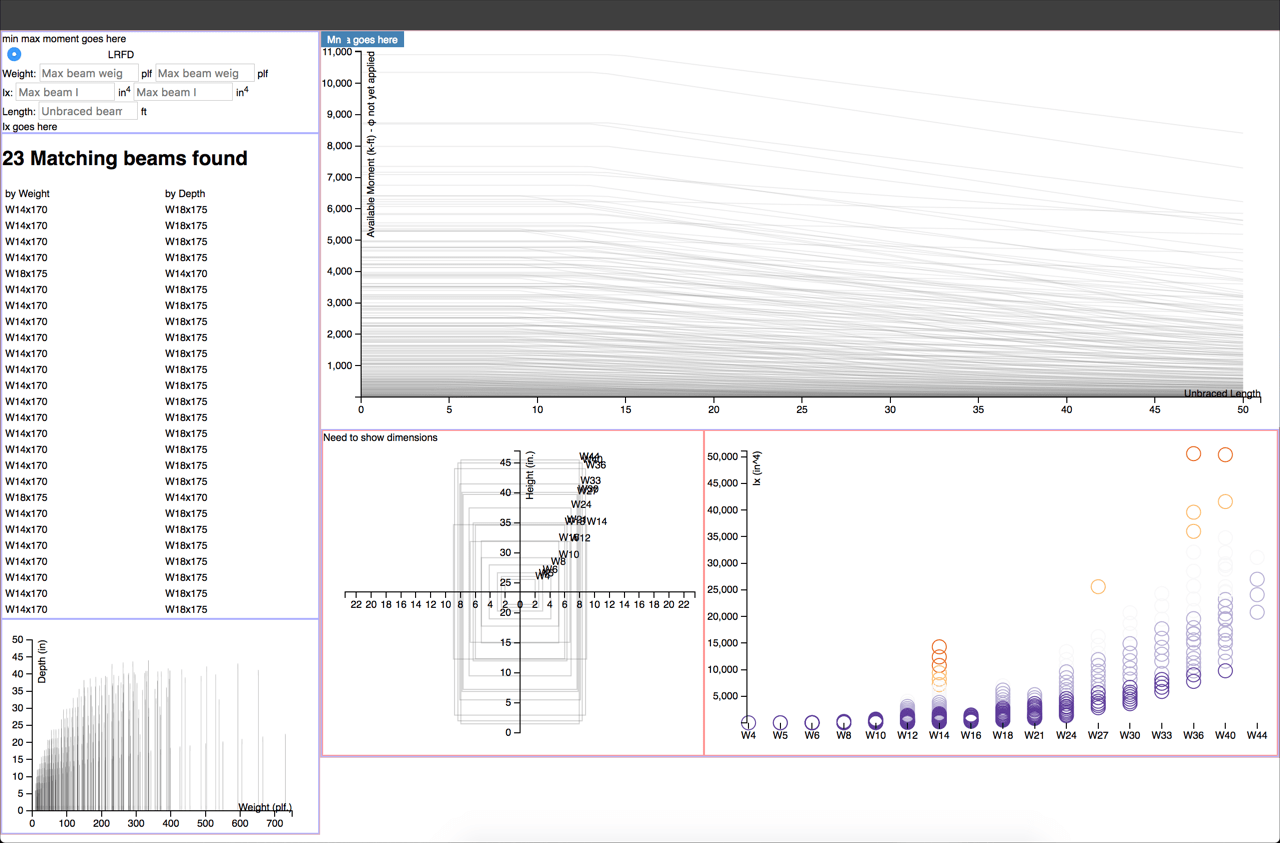 min max moment goes here
LRFD
Weight: Max beam weig plf Max beam weig plf
Ix: Max beam I in4 Max beam I in4
Length: Unbraced bear ft
Ix goes here
23 Matching beams found
by Weight by Depth
W14x170 W18x175
W14x170 W18x175
W14x170 W18x175
W14x170 W18x175
W18x175 W14x170
W14x170 W18x175
W14x170 W18x175
W14x170 W18x175
W14x170 W18x175
W14x170 W18x175
W14x170 W18x175
W14x170 W18x175
W14x170 W18x175
W14x170 W18x175
W14x170 W18x175
W14x170 W18x175
W14x170 W18x175
W14x170 W18x175
W18x175 W14x170
W14x170 W18x175
W14x170 W18x175
W14x170 W18x175
W14x170 W18x175
W14x170 W18x175
W14x170 W18x175
W14x170 W18x175
Depth (in)
50
45
40
35
30
25
20
15
10
5
0
0 100 200 300 400 500 600 700
Weight (plf.)
Mn goes here
Available Moment (k-ft) - φ not yet applied
11,000
10,000
9,000
8,000
7,000
6,000
5,000
4,000
3,000
2,000
1,000
Unbraced Length
0 5 10 15 20 25 30 35 40 45 50
Need to show dimensions
Height (in.)
45
40
35
30
25
20
15
10
5
0
22 20 18 16 14 12 10 8 6 4 2 0 2 4 6 8 10 12 14 16 18 20 22
W44
W36
W33
W27
W24
W14
W12
W10
W8
W6
Ix (in^4)
50,000
45,000
40,000
35,000
30,000
25,000
20,000
15,000
10,000
5,000
0
W4 W5 W6 W8 W10 W12 W14 W16 W18 W21 W24 W27 W30 W33 W36 W40 W44